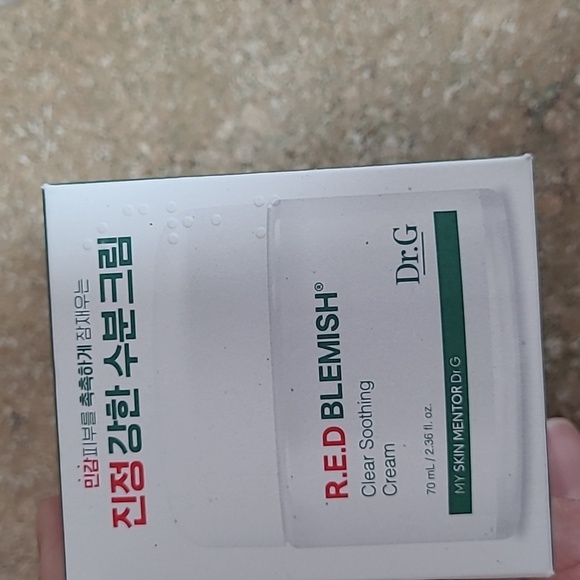 민감피부를 촉촉하게 잠재우는
진정 강한 수분크림
Dr.G
R.E.D BLEMISH®
Clear Soothing
Cream
70 mL / 2.36 fl. oz.
MY SKIN MENTOR Dr.G